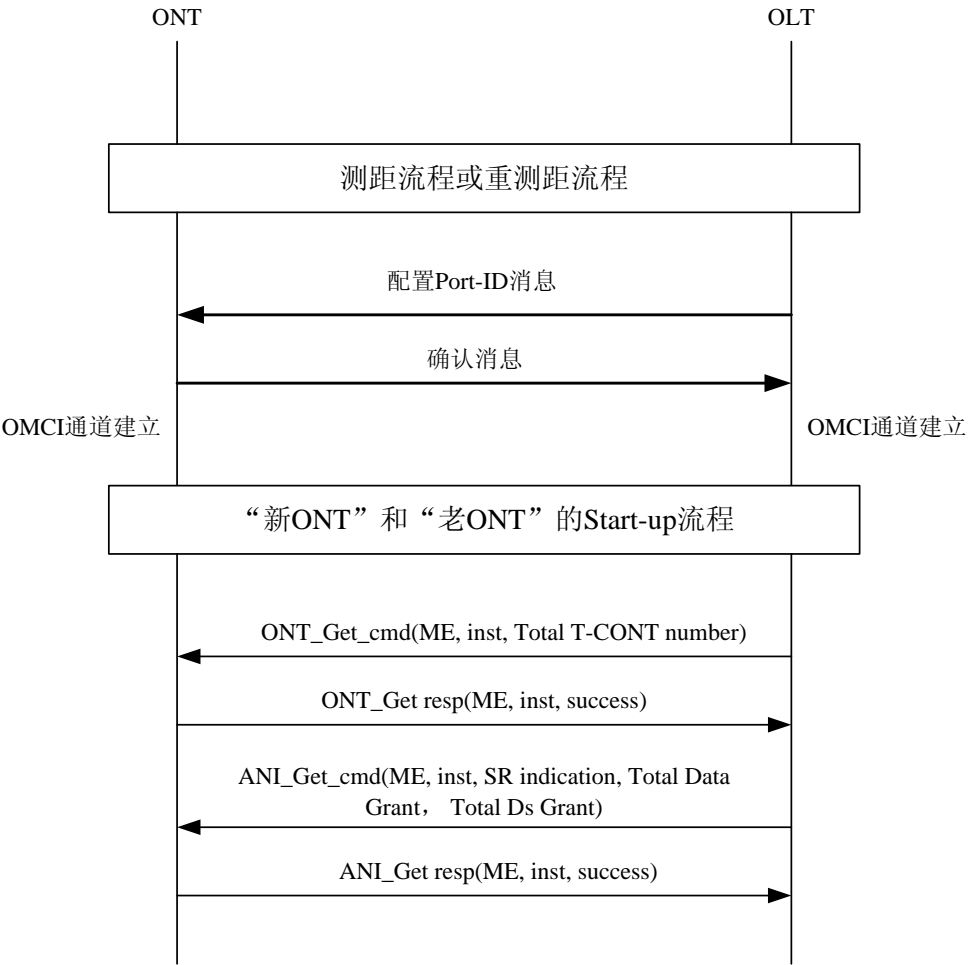 ONT
OLT
测距流程或重测距流程
配置Port-ID消息
确认消息
OMCI通道建立
OMCI通道建立
“新ONT”和“老ONT”的Start-up流程
ONT_Get_cmd(ME, inst, Total T-CONT number)
ONT_Get resp(ME, inst, success)
ANI_Get_cmd(ME, inst, SR indication, Total Data
Grant， Total Ds Grant)
ANI_Get resp(ME, inst, success)